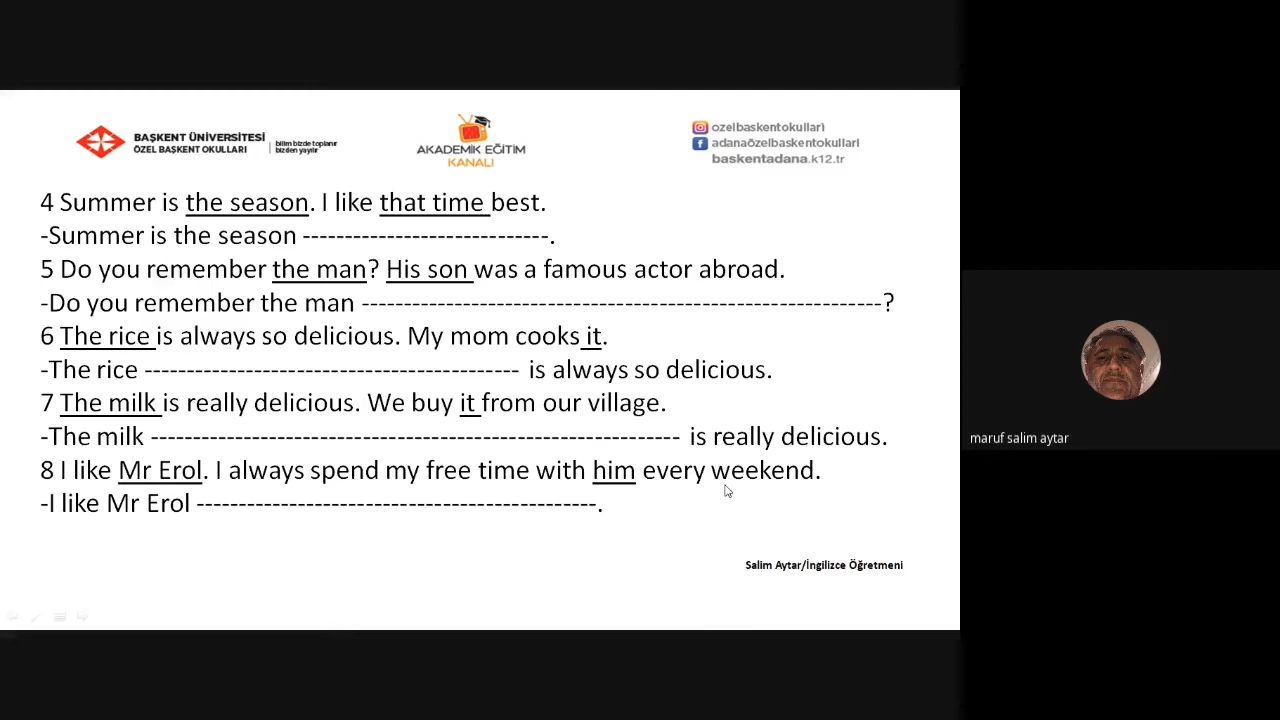 BAŞKENT ÜNİVERSİTESİ
ÖZEL BAŞKENT OKULLARI
bilim bizde toplanır
bizden yayılır
AKADEMİK EĞİTİM
KANALI
ozelbaskentokullari
adanaözelbaskentokullari
baskentadana.k12.tr
4 Summer is the season. I like that time best.
-Summer is the season ------------------------------.
5 Do you remember the man? His son was a famous actor abroad.
-Do you remember the man ---------------------------------------------------------------?
6 The rice is always so delicious. My mom cooks it.
-The rice --------------------------------------------- is always so delicious.
7 The milk is really delicious. We buy it from our village.
-The milk ---------------------------------------------------------------- is really delicious.
8 I like Mr Erol. I always spend my free time with him every weekend.
-I like Mr Erol ------------------------------------------------.
Salim Aytar/İngilizce Öğretmeni
maruf salim aytar